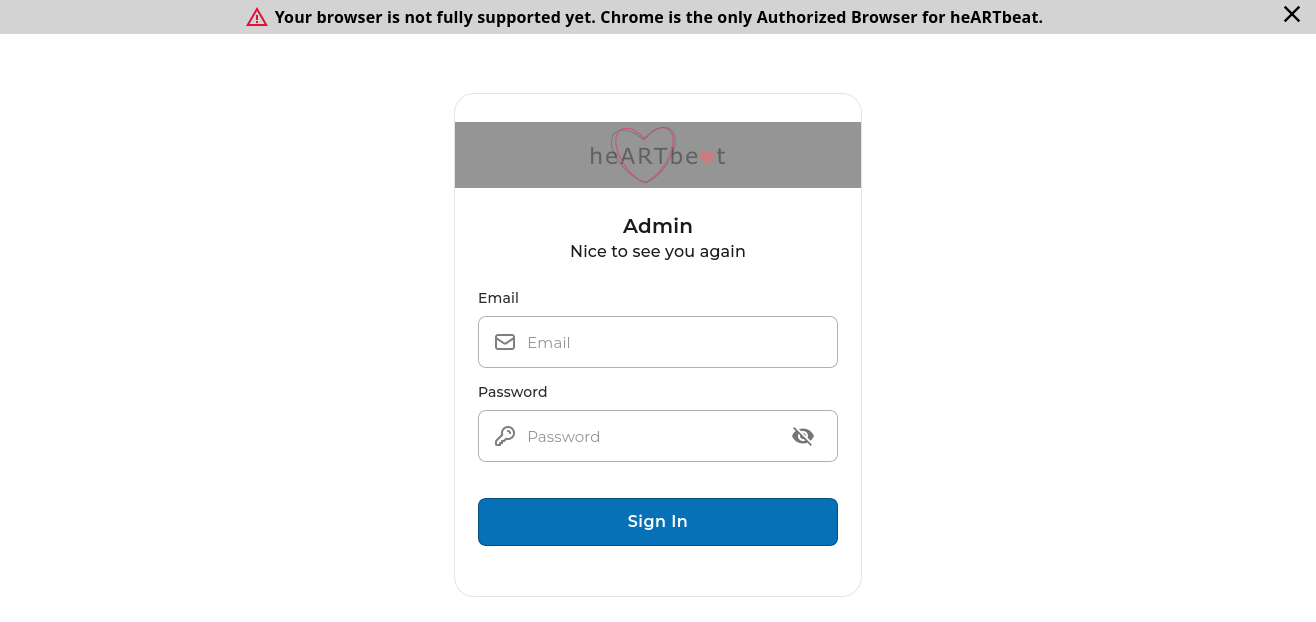 Your browser is not fully supported yet. Chrome is the only Authorized Browser for heARTbeat.
heARTbeat
Admin
Nice to see you again
Email
Email
Password
Password
Sign In